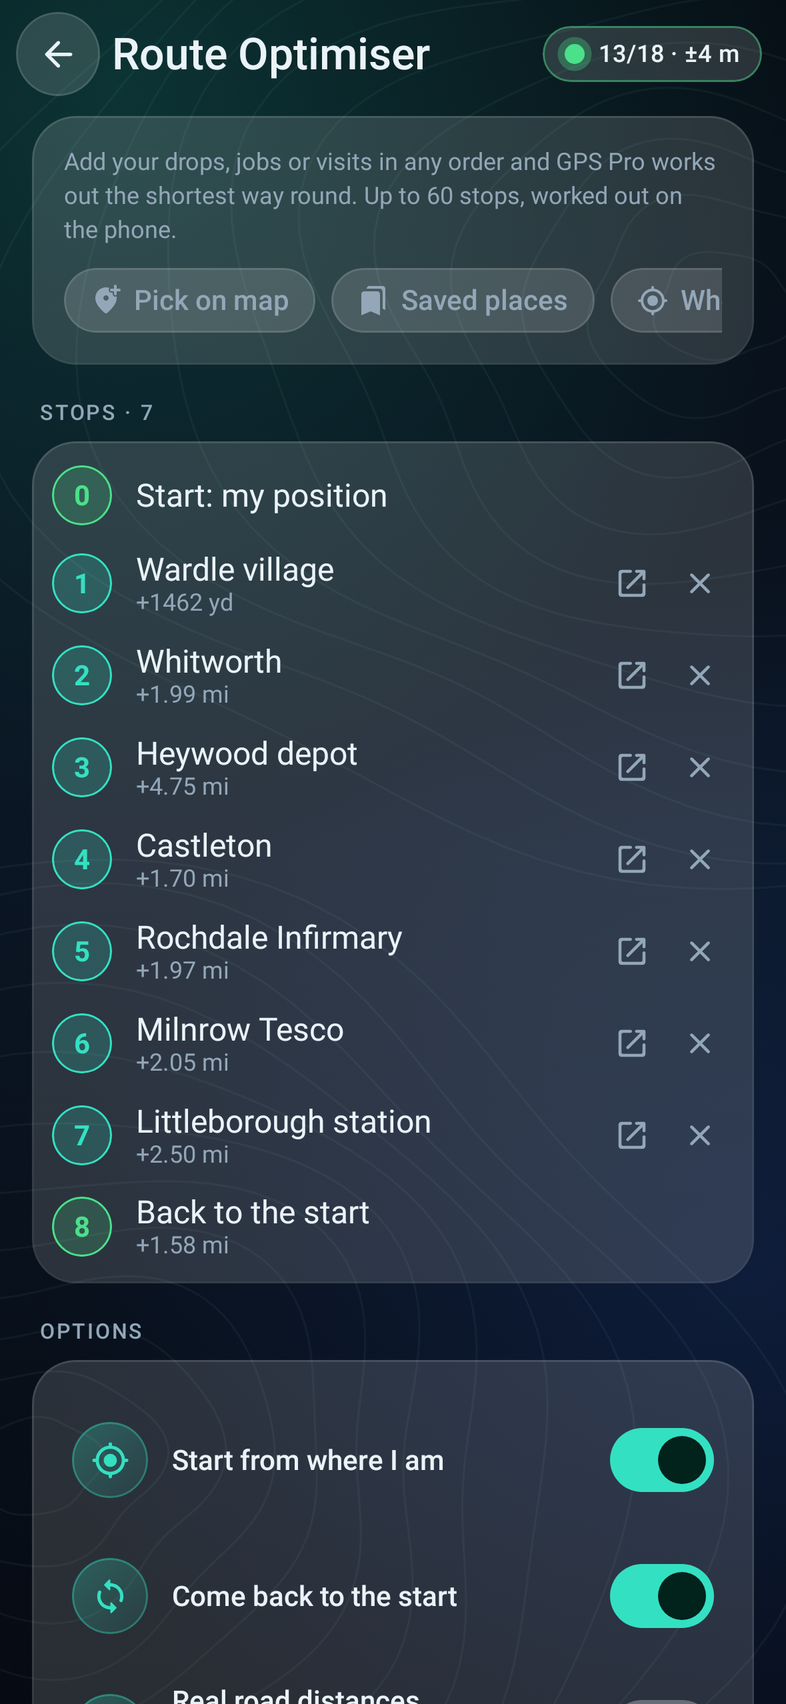 Route Optimiser
13/18 · ±4 m
Add your drops, jobs or visits in any order and GPS Pro works
out the shortest way round. Up to 60 stops, worked out on
the phone.
Pick on map
Saved places
Wh
STOPS · 7
0
Start: my position
1
Wardle village
+1462 yd
2
Whitworth
+1.99 mi
3
Heywood depot
+4.75 mi
4
Castleton
+1.70 mi
5
Rochdale Infirmary
+1.97 mi
6
Milnrow Tesco
+2.05 mi
7
Littleborough station
+2.50 mi
8
Back to the start
+1.58 mi
OPTIONS
Start from where I am
Come back to the start
Real road distances